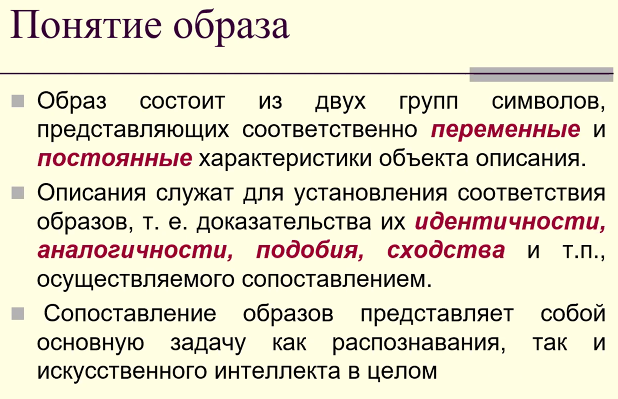 Понятие образа
Образ состоит из двух групп символов,
представляющих соответственно переменные и
постоянные характеристики объекта описания.
Описания служат для установления соответствия
образов, т. е. доказательства их идентичности,
аналогичности, подобия, сходства и т.п.,
осуществляемого сопоставлением.
Сопоставление образов представляет собой
основную задачу как распознавания, так и
искусственного интеллекта в целом